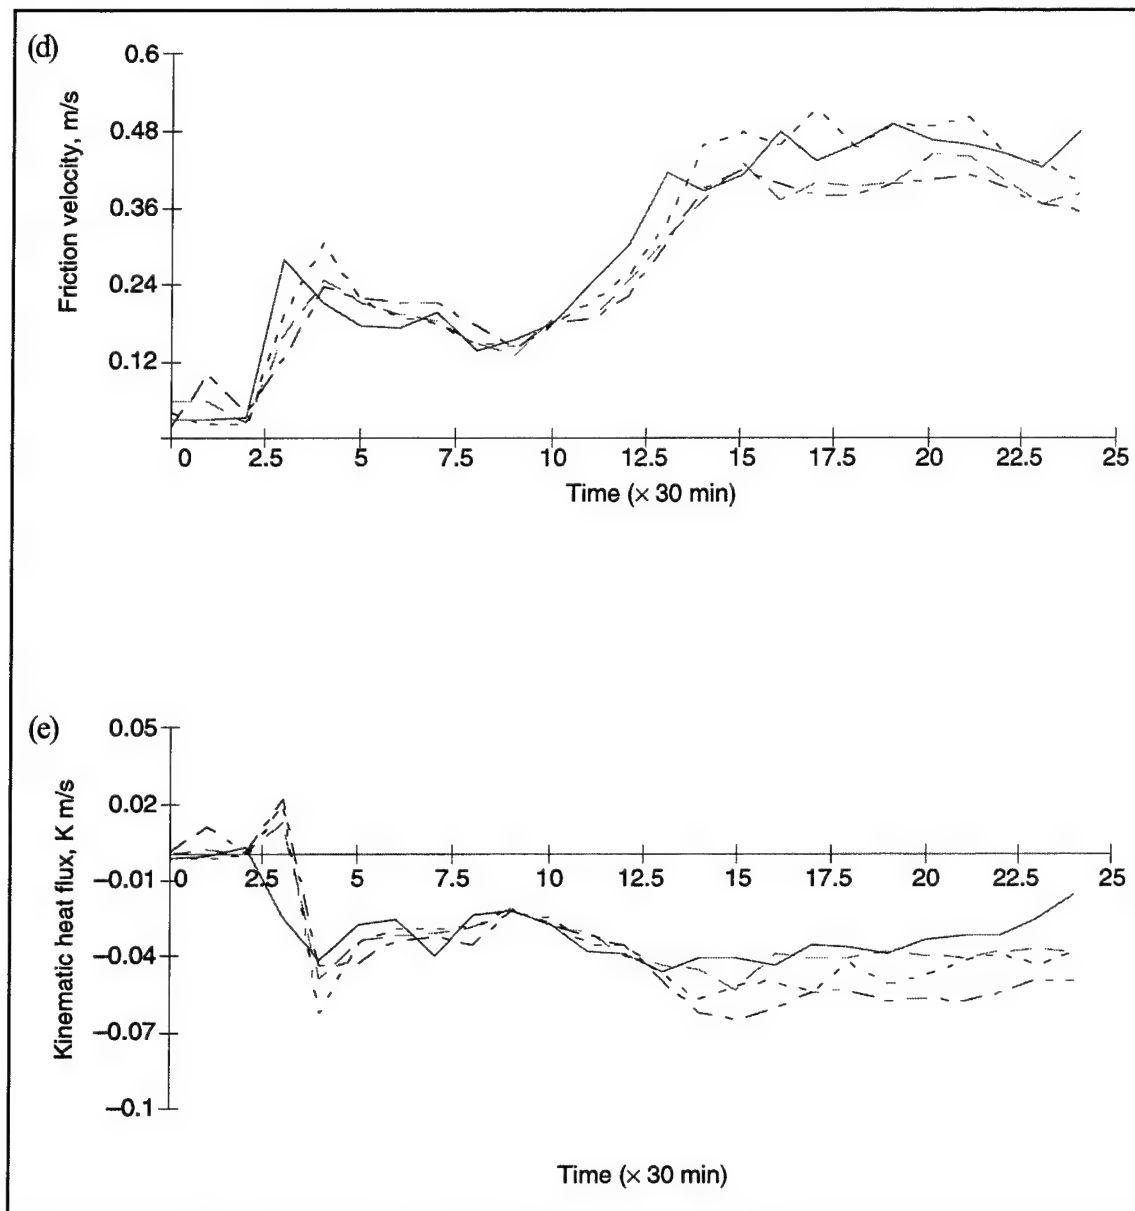 (d)
0.6
0.48
0.36
0.24
0.12
Friction velocity, m/s
0 2.5 5 7.5 10 12.5 15 17.5 20 22.5 25
Time (× 30 min)
(e)
0.05
0.02
−0.01
−0.04
−0.07
−0.1
Kinematic heat flux, K m/s
0 2.5 5 7.5 10 12.5 15 17.5 20 22.5 25
Time (× 30 min)